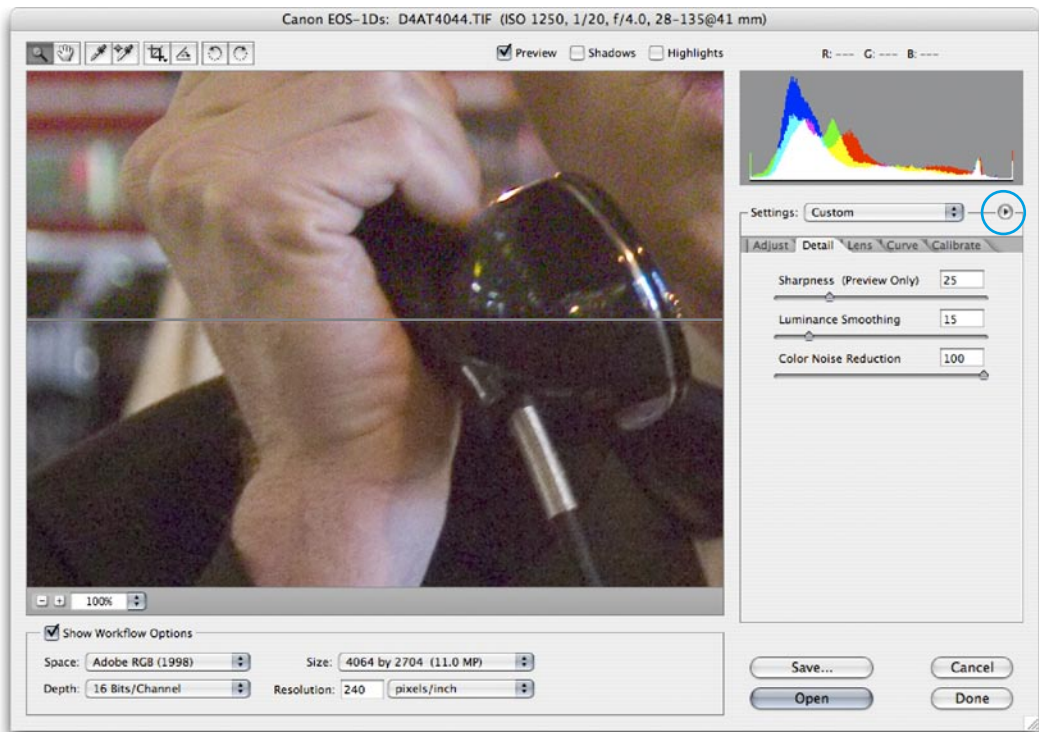 Canon EOS-1Ds: D4AT4044.TIF (ISO 1250, 1/20, f/4.0, 28-135@41 mm)
Preview Shadows Highlights
R: --- G: --- B: ---
Settings: Custom
Adjust Detail Lens Curve Calibrate
Sharpness (Preview Only) 25
Luminance Smoothing 15
Color Noise Reduction 100
100%
Show Workflow Options
Space: Adobe RGB (1998) Size: 4064 by 2704 (11.0 MP)
Depth: 16 Bits/Channel Resolution: 240 pixels/inch
Save... Cancel
Open Done